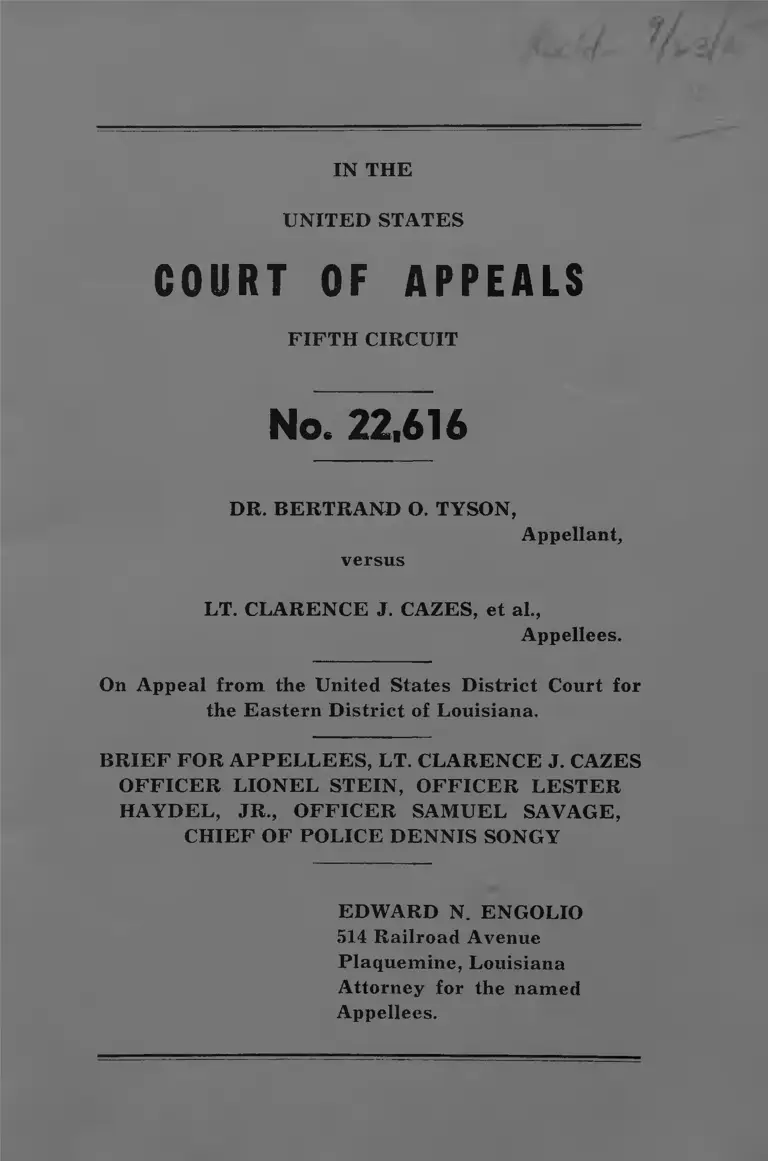 IN THE
UNITED STATES
COURT OF APPEALS
FIFTH CIRCUIT
No. 22,616
DR. BERTRAND O. TYSON,
Appellant,
versus
LT. CLARENCE J. CAZES, et al.,
Appellees.
On Appeal from the United States District Court for
the Eastern District of Louisiana.
BRIEF FOR APPELLEES, LT. CLARENCE J. CAZES
OFFICER LIONEL STEIN, OFFICER LESTER
HAYDEL, JR., OFFICER SAMUEL SAVAGE,
CHIEF OF POLICE DENNIS SONGY
EDWARD N. ENGOLIO
514 Railroad Avenue
Plaquemine, Louisiana
Attorney for the named
Appellees.